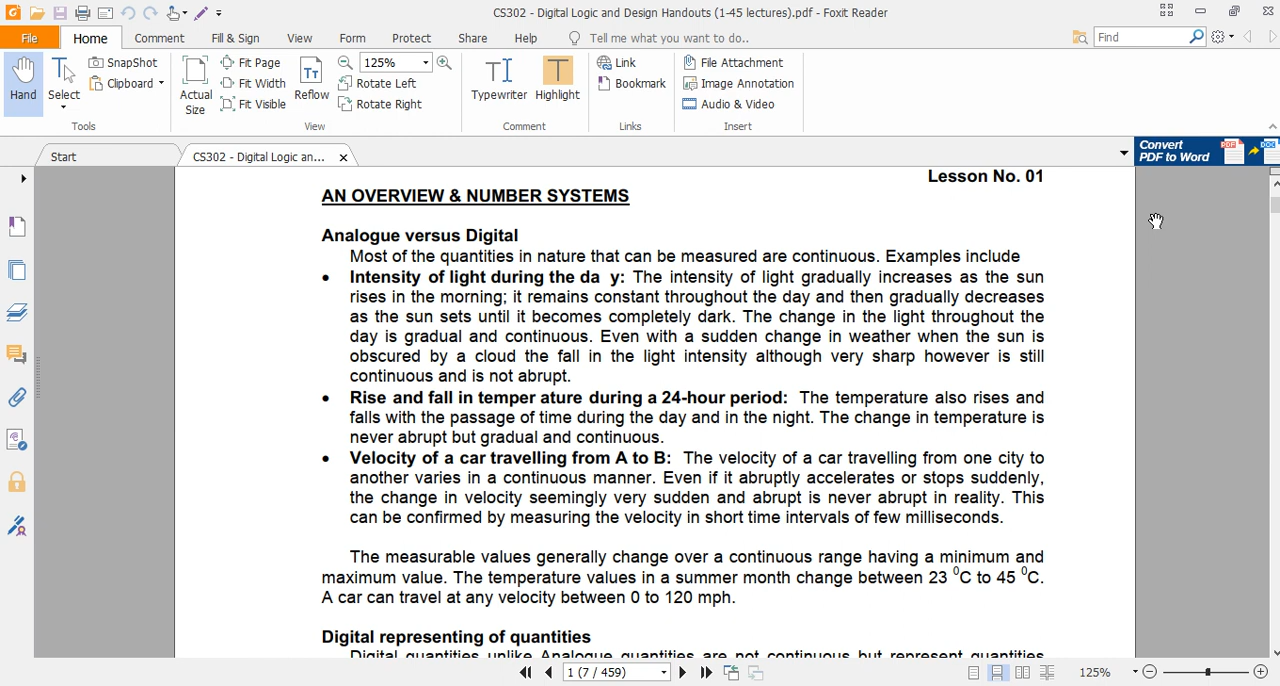 CS302 - Digital Logic and Design Handouts (1-45 lectures).pdf - Foxit Reader
File Home Comment Fill & Sign View Form Protect Share Help Tell me what you want to do.. Find
Hand Select SnapShot Clipboard Actual Size Fit Page Fit Width Fit Visible Reflow 125% Rotate Left Rotate Right Typewriter Highlight Link Bookmark File Attachment Image Annotation Audio & Video
Tools View Comment Links Insert
Start CS302 - Digital Logic an... Convert PDF to Word PDF DOC
Lesson No. 01
AN OVERVIEW & NUMBER SYSTEMS
Analogue versus Digital
Most of the quantities in nature that can be measured are continuous. Examples include
• Intensity of light during the da y: The intensity of light gradually increases as the sun
rises in the morning; it remains constant throughout the day and then gradually decreases
as the sun sets until it becomes completely dark. The change in the light throughout the
day is gradual and continuous. Even with a sudden change in weather when the sun is
obscured by a cloud the fall in the light intensity although very sharp however is still
continuous and is not abrupt.
• Rise and fall in temper ature during a 24-hour period: The temperature also rises and
falls with the passage of time during the day and in the night. The change in temperature is
never abrupt but gradual and continuous.
• Velocity of a car travelling from A to B: The velocity of a car travelling from one city to
another varies in a continuous manner. Even if it abruptly accelerates or stops suddenly,
the change in velocity seemingly very sudden and abrupt is never abrupt in reality. This
can be confirmed by measuring the velocity in short time intervals of few milliseconds.
The measurable values generally change over a continuous range having a minimum and
maximum value. The temperature values in a summer month change between 23 ⁰C to 45 ⁰C.
A car can travel at any velocity between 0 to 120 mph.
Digital representing of quantities
Digital quantities unlike Analogue quantities are not continuous but represent quantities
1 (7 / 459) 125%